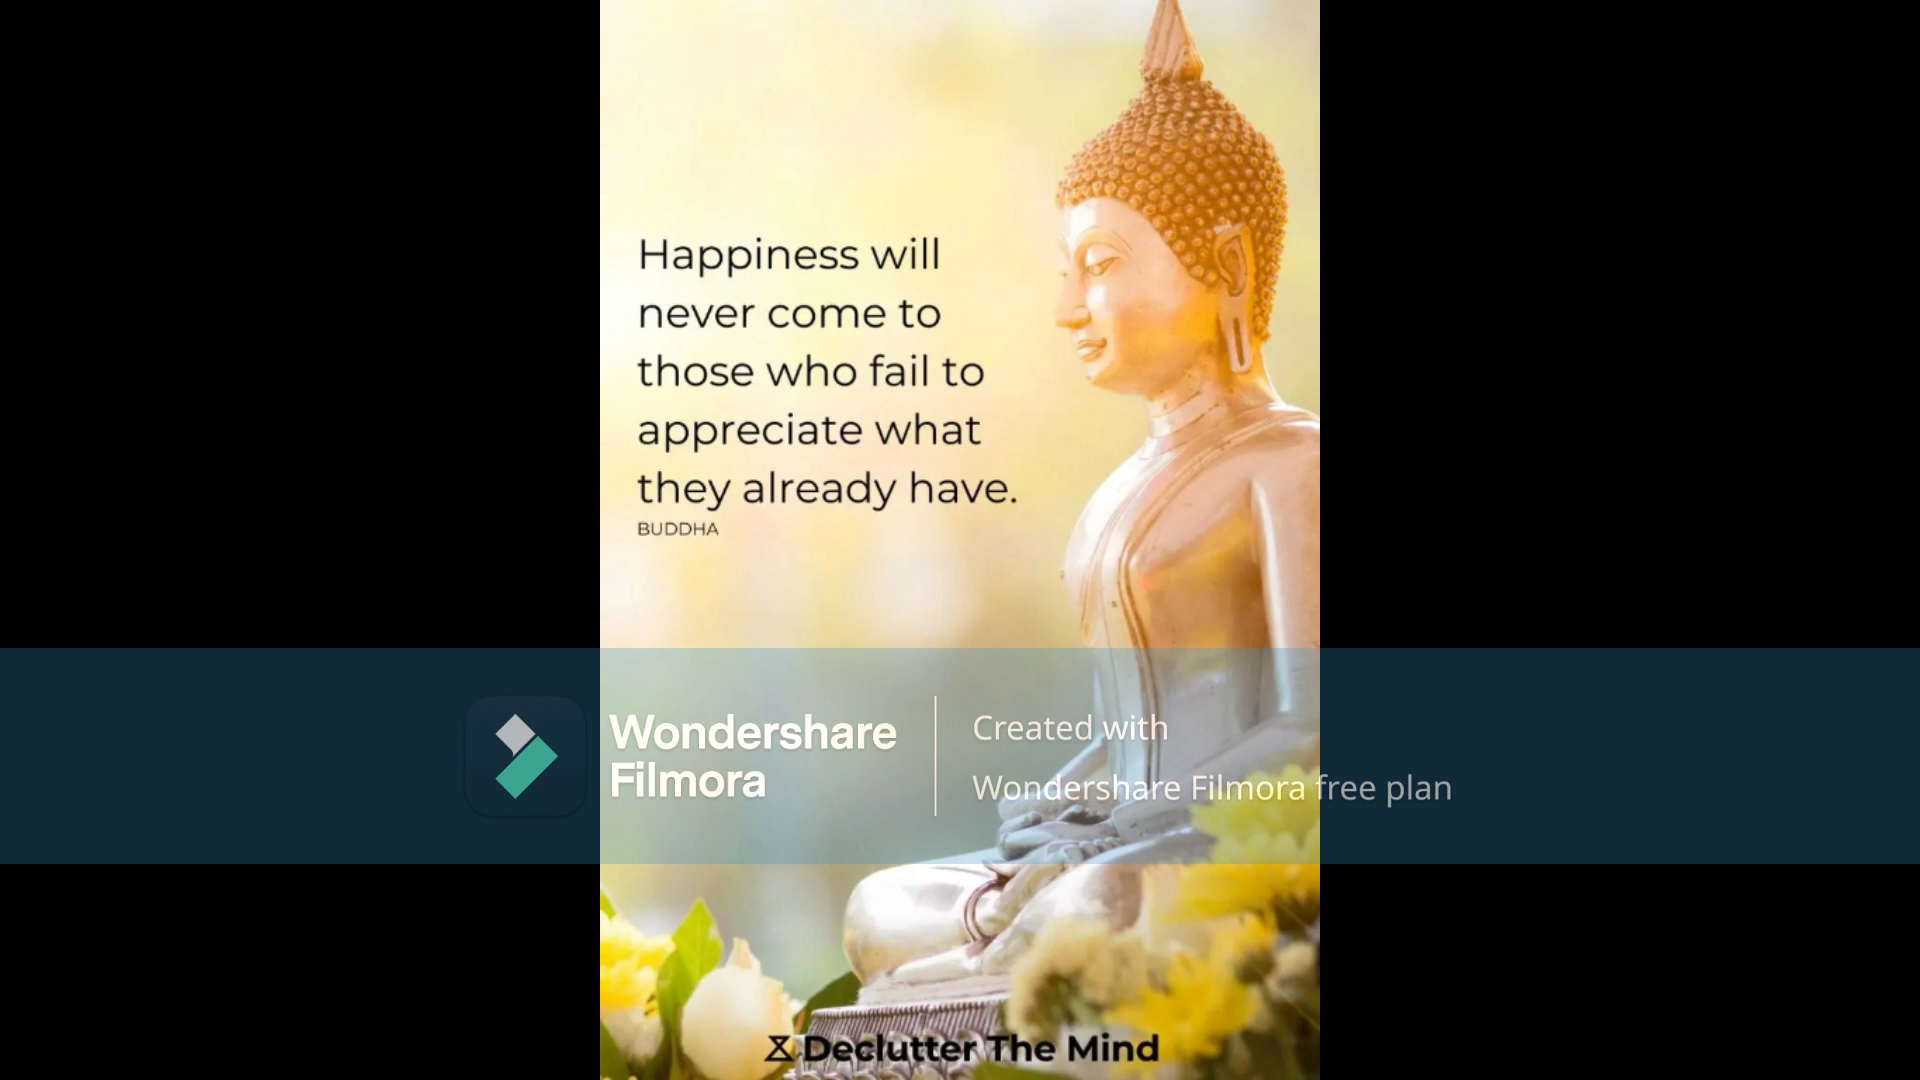 Happiness will
never come to
those who fail to
appreciate what
they already have.
BUDDHA
Wondershare
Filmora
Created with
Wondershare Filmora free plan
Declutter The Mind